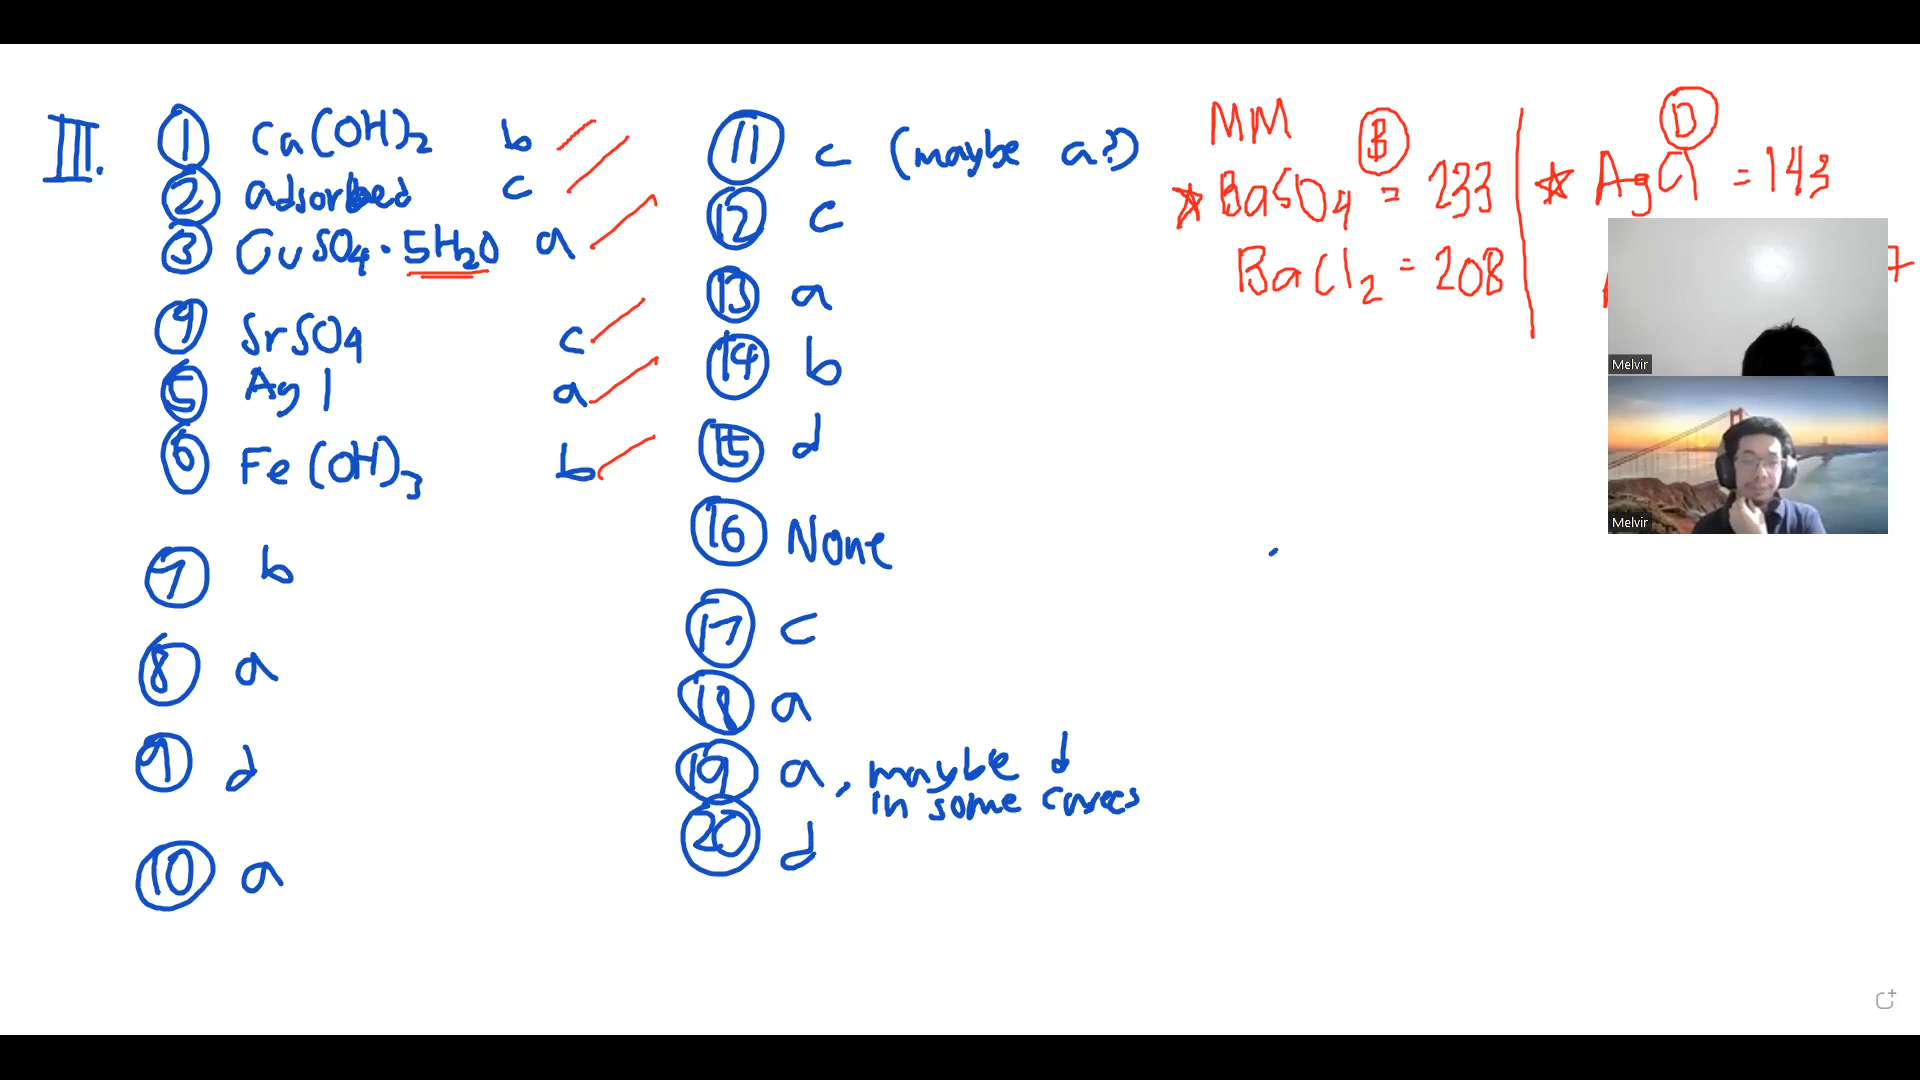 III.
① Ca(OH)₂ b
② adsorbed c
③ CuSO₄·5H₂O a
④ SrSO₄ c
⑤ AgI a
⑥ Fe(OH)₃ b
⑦ b
⑧ a
⑨ d
⑩ a
⑪ c (maybe a?)
⑫ c
⑬ a
⑭ b
⑮ d
⑯ None
⑰ c
⑱ a
⑲ a, maybe d
in some cases
⑳ d
MM
B
★ BaSO₄ = 233
BaCl₂ = 208
D
★ AgCl = 143
7
Melvir
Melvir